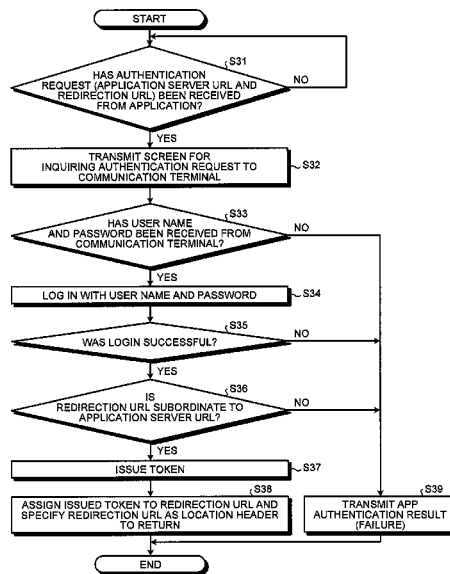 START
S31
HAS AUTHENTICATION
REQUEST (APPLICATION SERVER URL AND
REDIRECTION URL) BEEN RECEIVED
FROM APPLICATION?
NO
YES
TRANSMIT SCREEN FOR
INQUIRING AUTHENTICATION REQUEST TO
COMMUNICATION TERMINAL
S32
S33
HAS USER NAME
AND PASSWORD BEEN RECEIVED FROM
COMMUNICATION TERMINAL?
NO
YES
LOG IN WITH USER NAME AND PASSWORD
S34
S35
WAS LOGIN SUCCESSFUL?
NO
YES
S36
IS
REDIRECTION URL SUBORDINATE TO
APPLICATION SERVER URL?
NO
YES
ISSUE TOKEN
S37
S38
ASSIGN ISSUED TOKEN TO REDIRECTION URL AND
SPECIFY REDIRECTION URL AS LOCATION HEADER
TO RETURN
S39
TRANSMIT APP
AUTHENTICATION RESULT
(FAILURE)
END